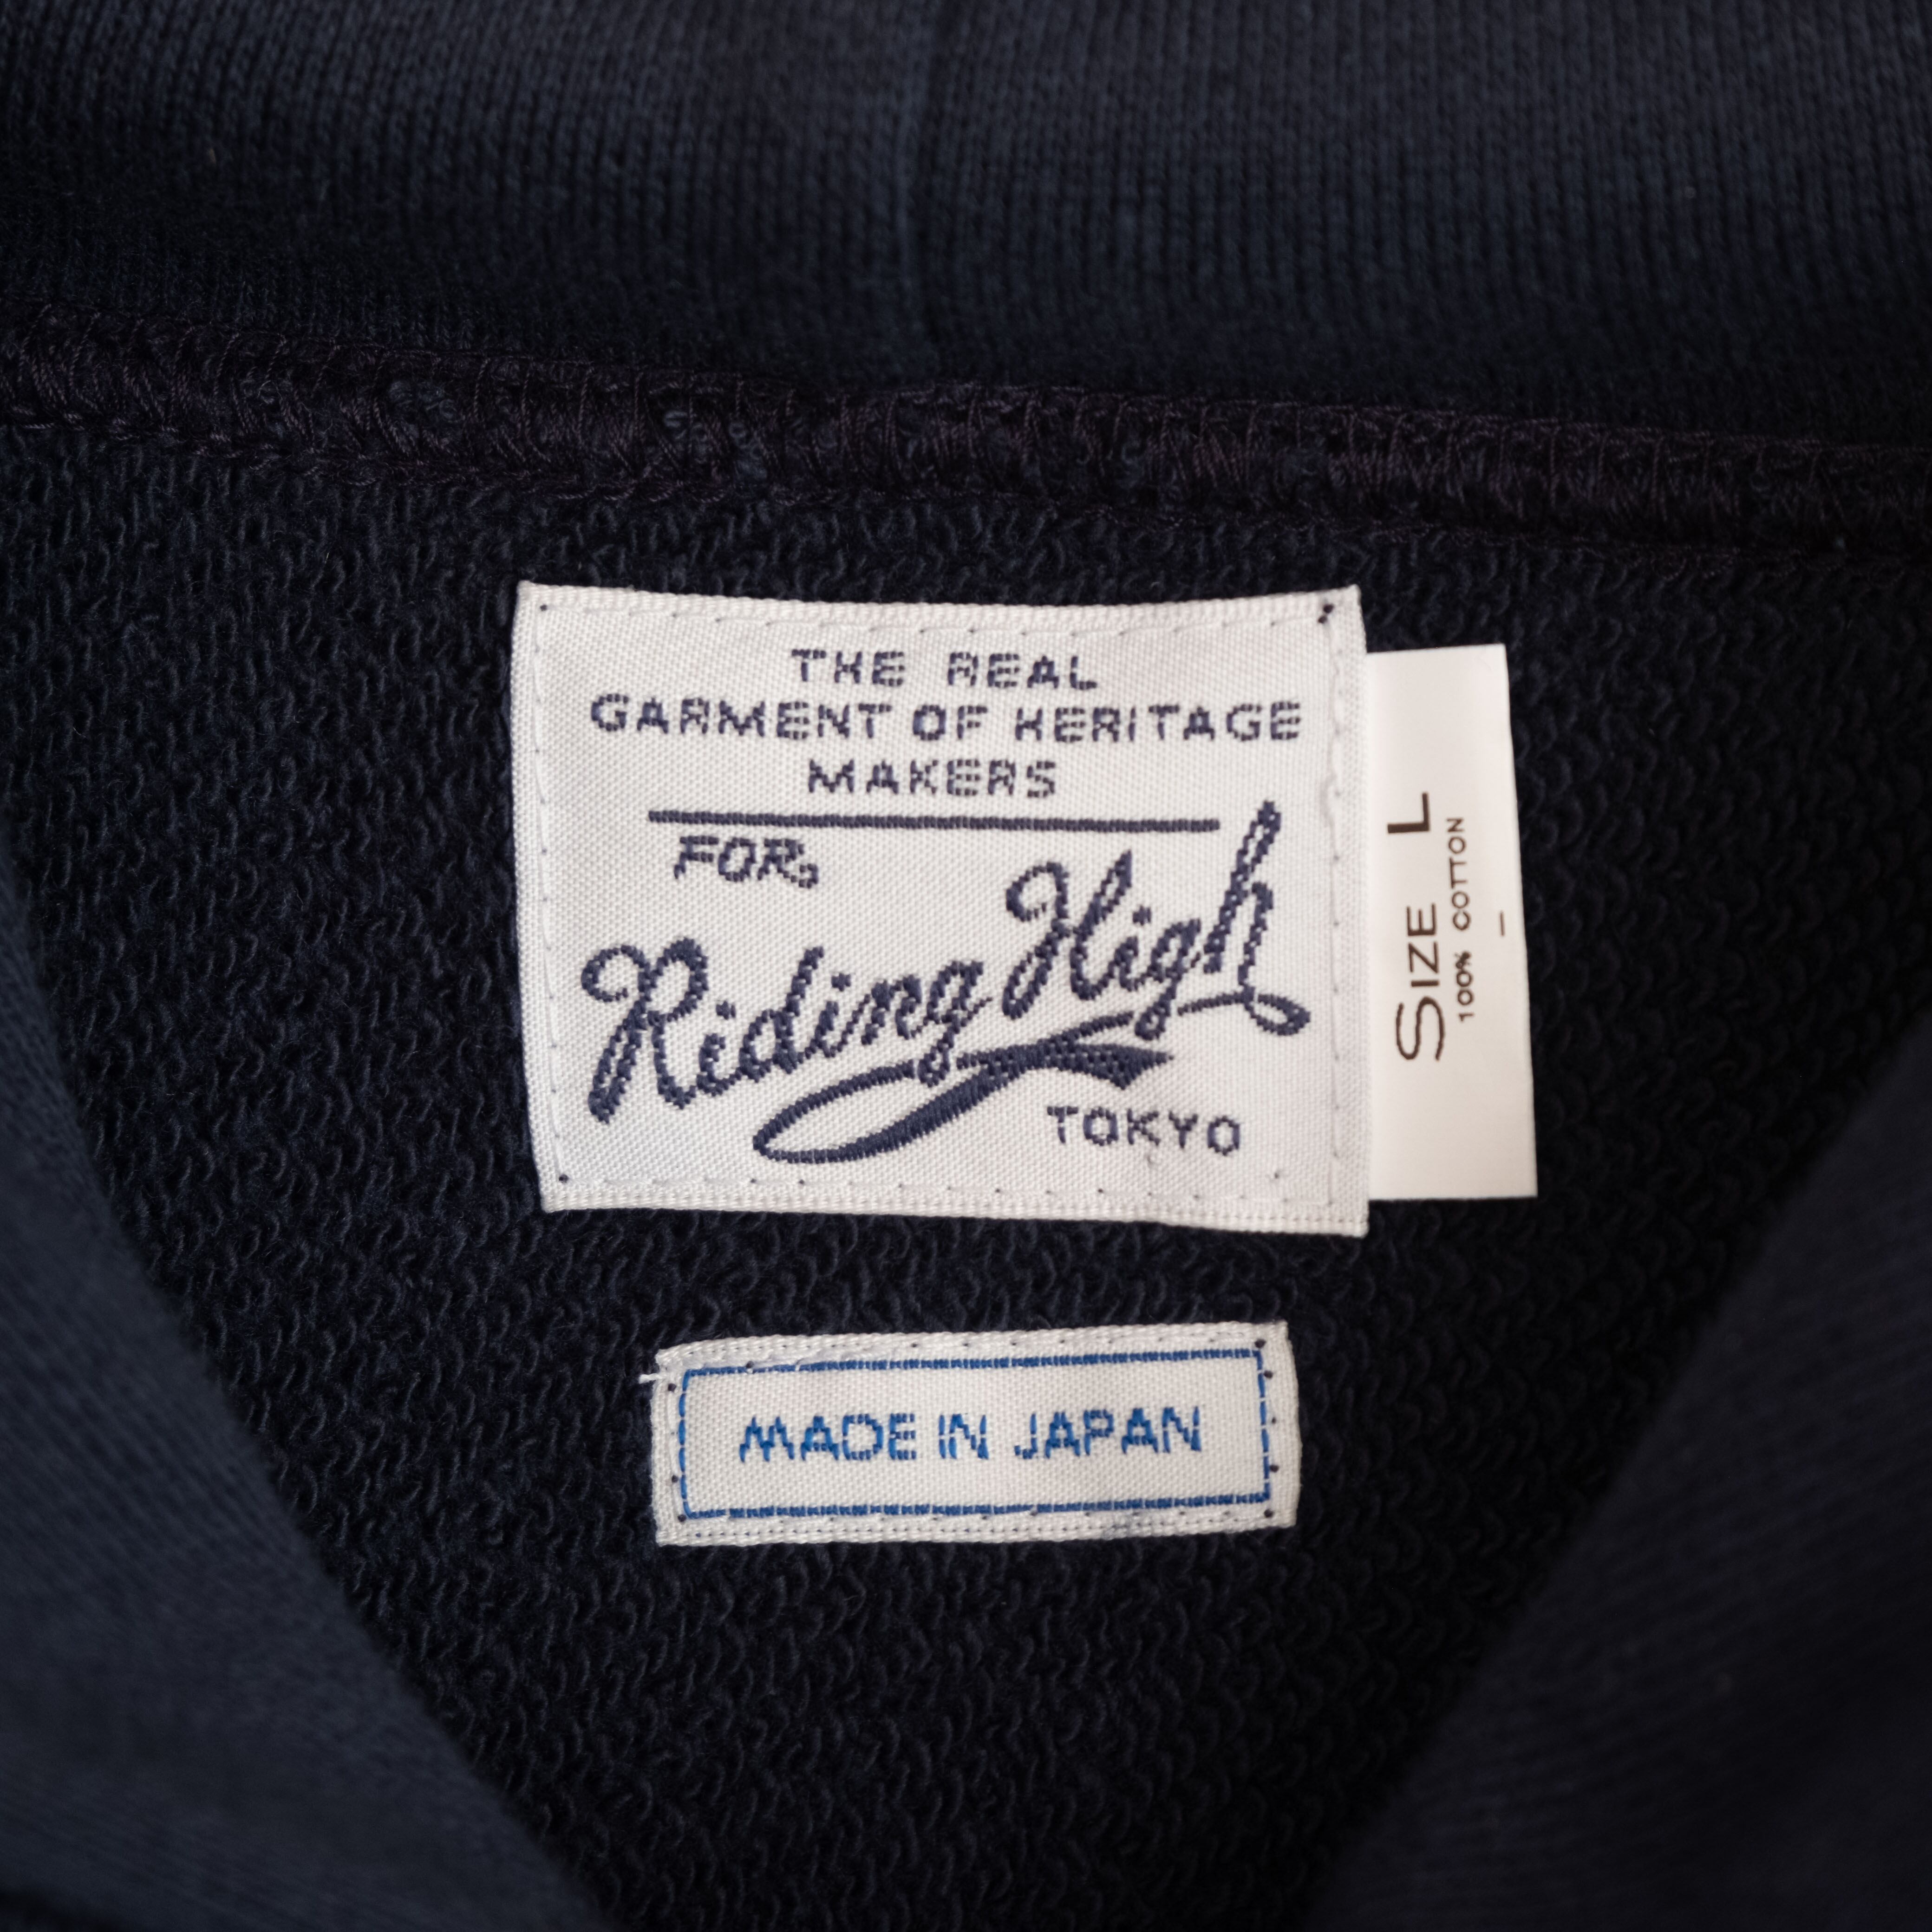 THE REAL
GARMENT OF HERITAGE
MAKERS
FOR
Riding High
TOKYO
SIZE L
100% COTTON
MADE IN JAPAN